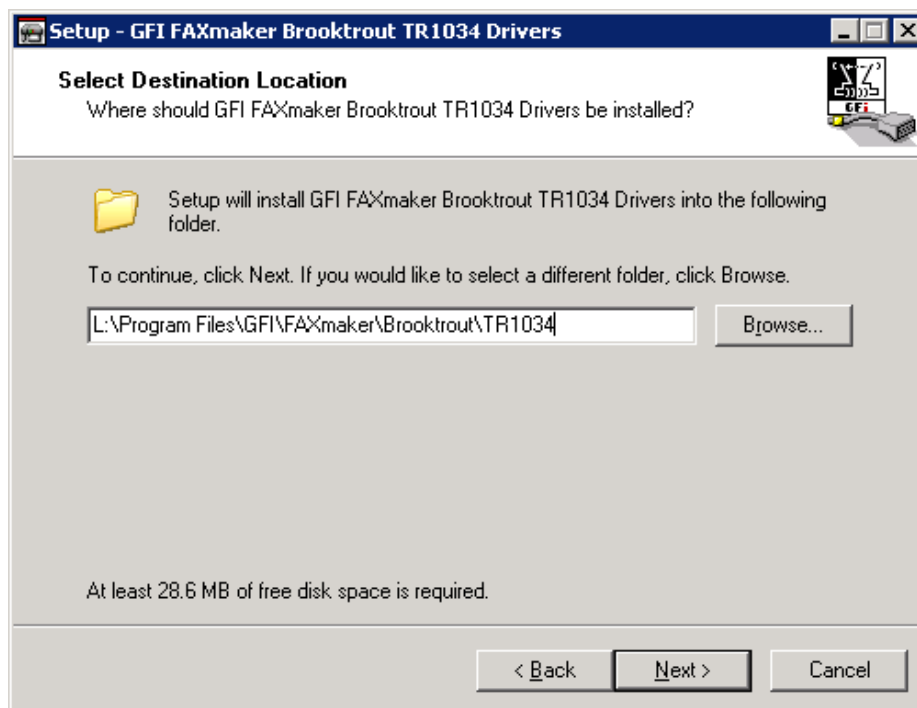 Setup - GFI FAXmaker Brooktrout TR1034 Drivers
Select Destination Location
Where should GFI FAXmaker Brooktrout TR1034 Drivers be installed?
GFi
Setup will install GFI FAXmaker Brooktrout TR1034 Drivers into the following
folder.
To continue, click Next. If you would like to select a different folder, click Browse.
L:\Program Files\GFI\FAXmaker\Brooktrout\TR1034
Browse...
At least 28.6 MB of free disk space is required.
< Back
Next >
Cancel